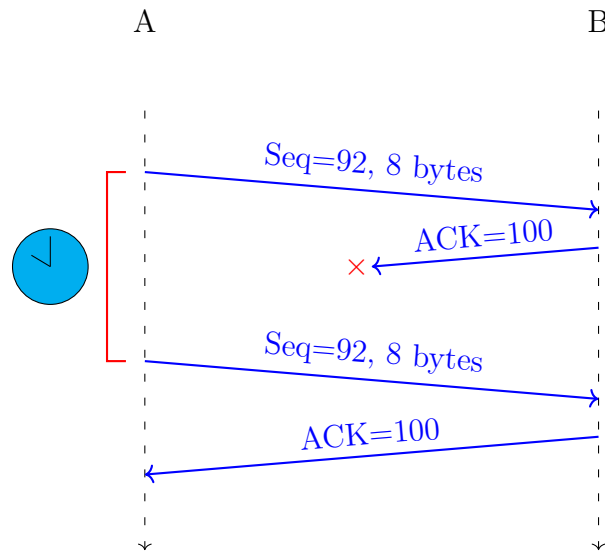 A
B
Seq=92, 8 bytes
ACK=100
×
Seq=92, 8 bytes
ACK=100